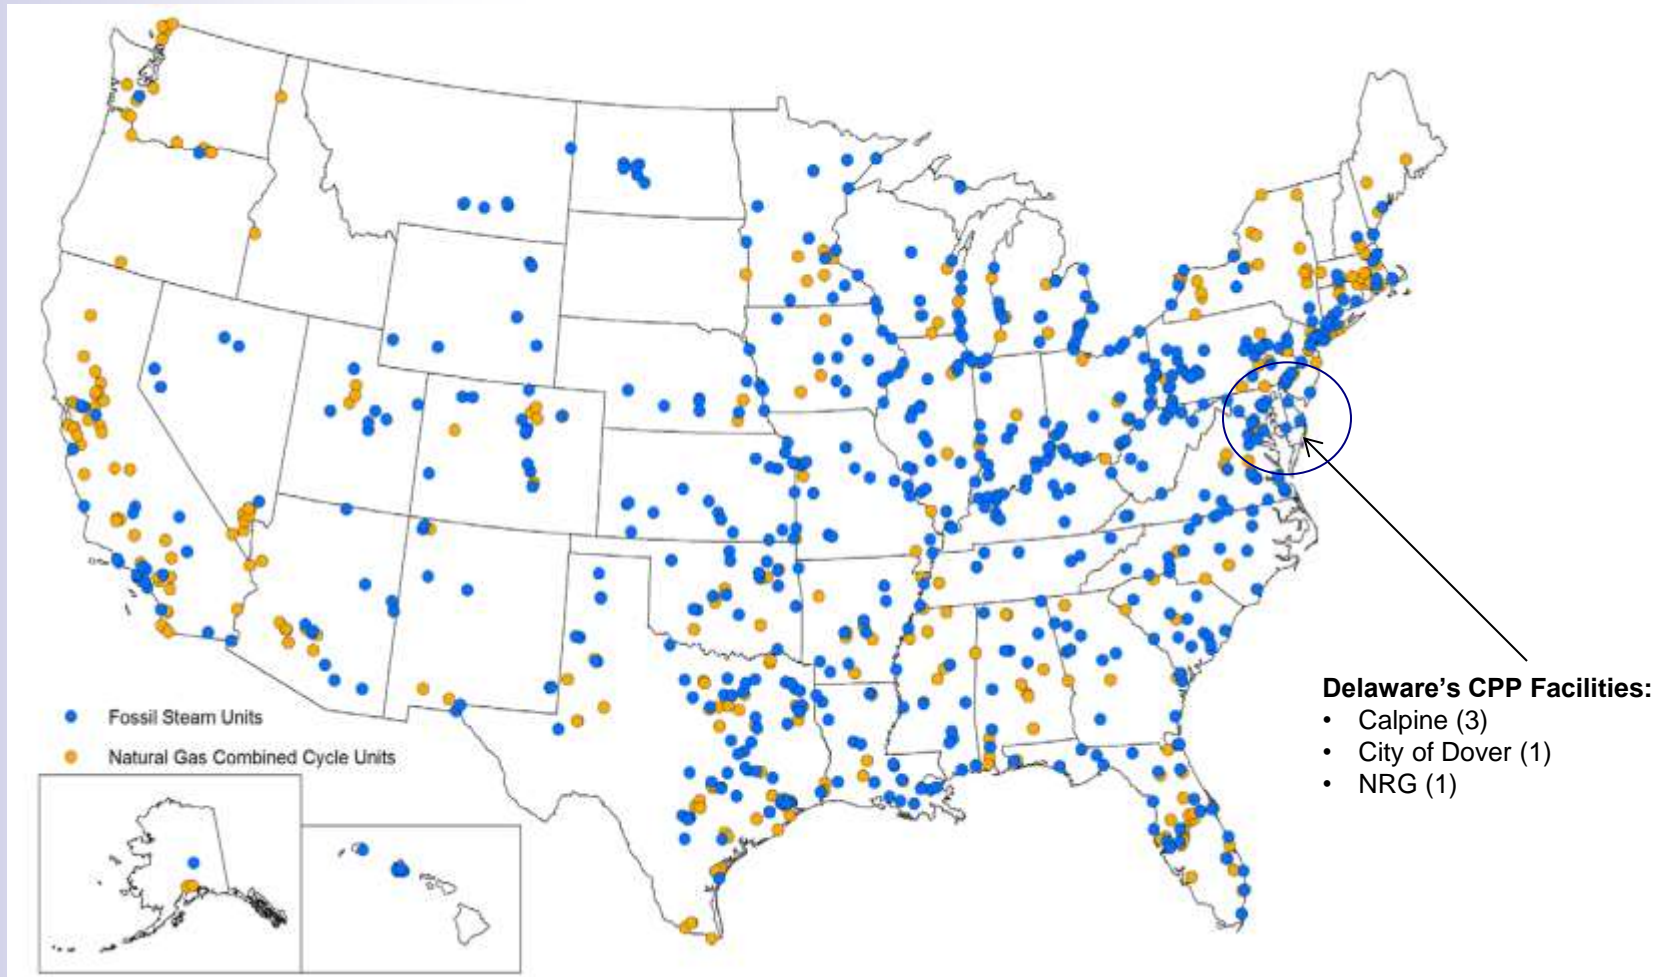 Fossil Steam Units
Natural Gas Combined Cycle Units
Delaware's CPP Facilities:
• Calpine (3)
• City of Dover (1)
• NRG (1)